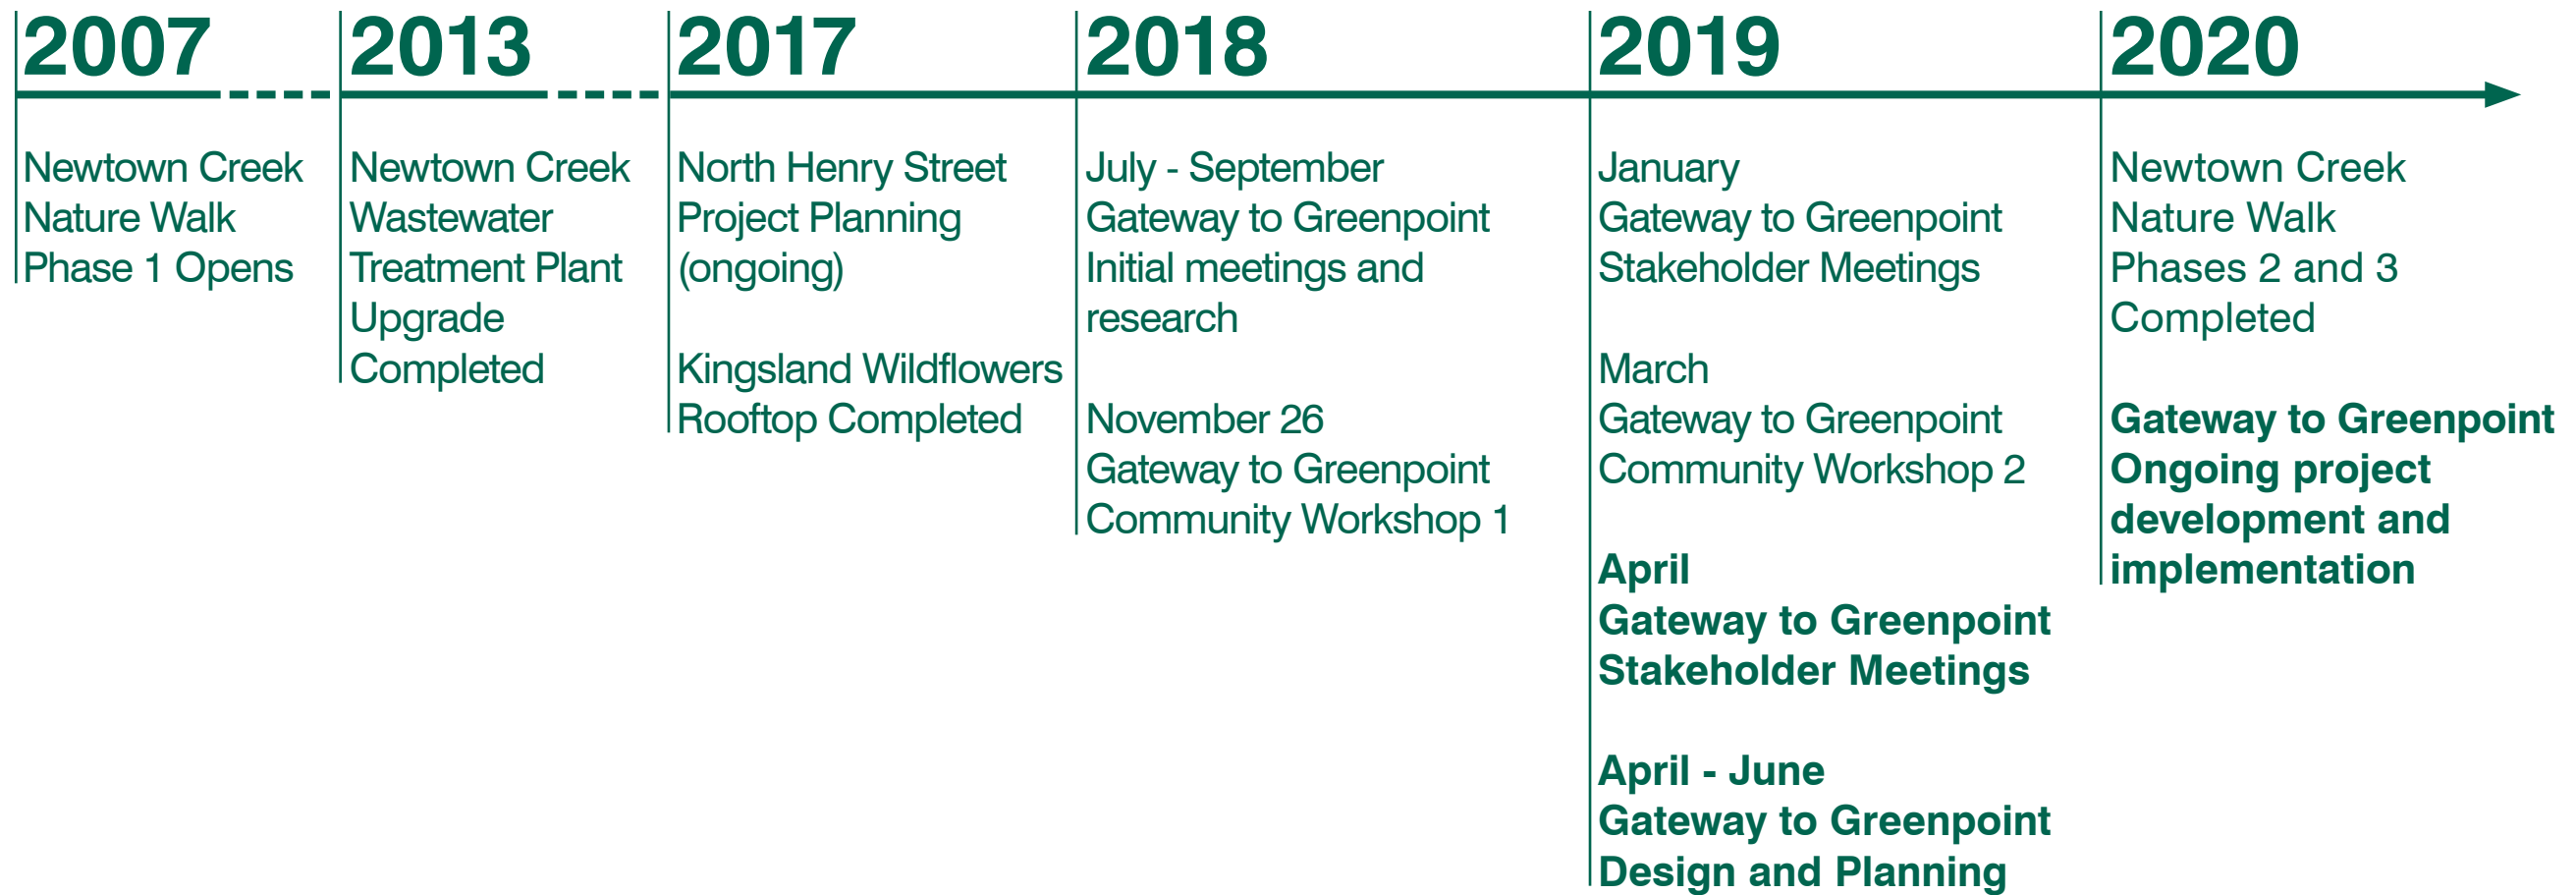 2007
Newtown Creek
Nature Walk
Phase 1 Opens
2013
Newtown Creek
Wastewater
Treatment Plant
Upgrade
Completed
2017
North Henry Street
Project Planning
(ongoing)
Kingsland Wildflowers
Rooftop Completed
2018
July - September
Gateway to Greenpoint
Initial meetings and
research
November 26
Gateway to Greenpoint
Community Workshop 1
2019
January
Gateway to Greenpoint
Stakeholder Meetings
March
Gateway to Greenpoint
Community Workshop 2
April
Gateway to Greenpoint
Stakeholder Meetings
April - June
Gateway to Greenpoint
Design and Planning
2020
Newtown Creek
Nature Walk
Phases 2 and 3
Completed
Gateway to Greenpoint
Ongoing project
development and
implementation